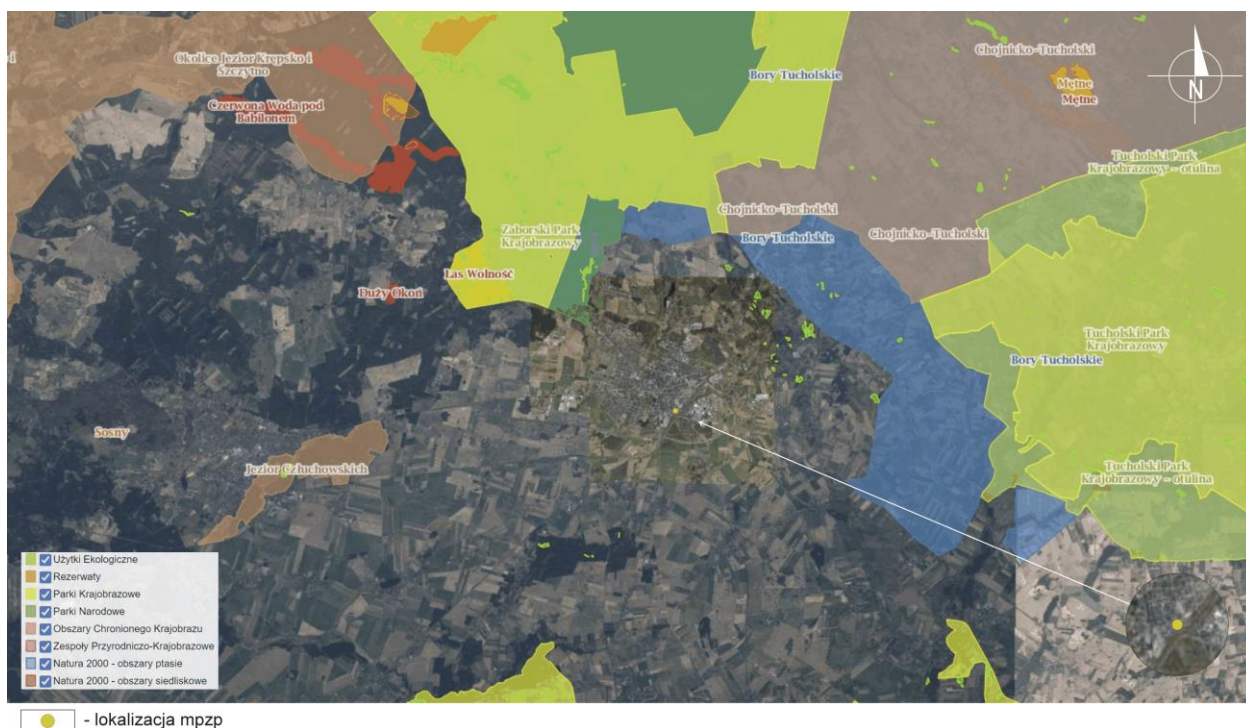 i
Okolice Jezior Krępsko i
Szczytno
Czerwona Woda pod
Babilonem
Bory Tucholskie
Chojnicko-Tucholski
Mętne
Mętne
N
Tucholski Park
Krajobrazowy - otulina
Zaborski Park
Krajobrazowy
Chojnicko-Tucholski
Bory Tucholskie
Chojnicko-Tucholski
Las Wolność
Duży Okoń
Tucholski Park
Krajobrazowy
Bory Tucholskie
Sosny
Jezior Człuchowskich
Tucholski Park
Krajobrazowy - otulina
Użytki Ekologiczne
Rezerwaty
Parki Krajobrazowe
Parki Narodowe
Obszary Chronionego Krajobrazu
Zespoły Przyrodniczo-Krajobrazowe
Natura 2000 - obszary ptasie
Natura 2000 - obszary siedliskowe
- lokalizacja mpzp